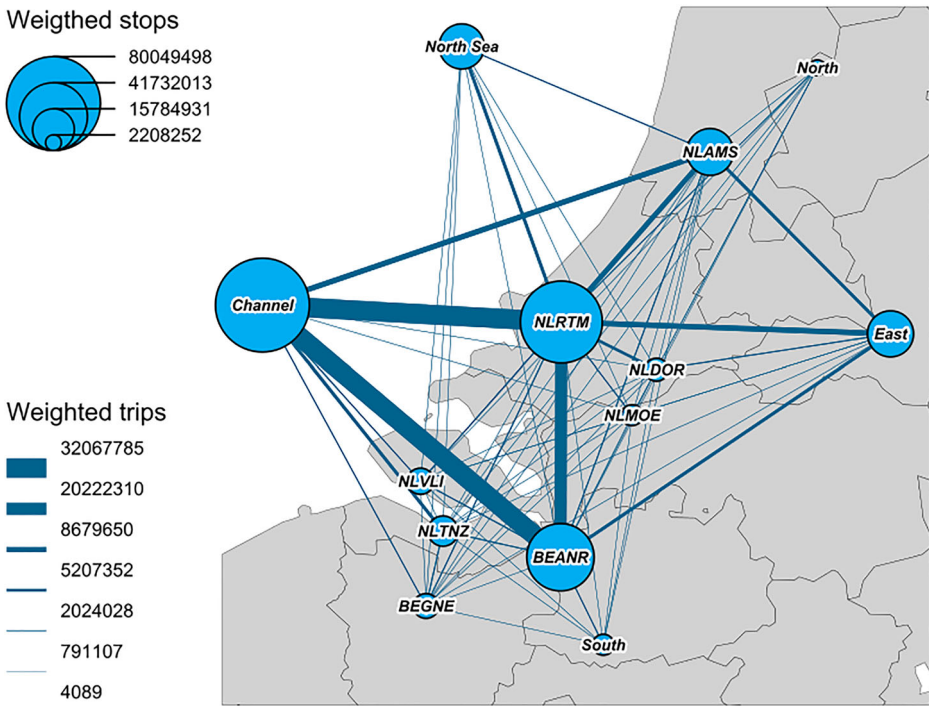 Weigthed stops
80049498
41732013
15784931
2208252
North Sea
North
NLAMS
Channel
NLRTM
East
NLDOR
NLMOE
Weighted trips
32067785
20222310
8679650
5207352
2024028
791107
4089
NLVLI
NLTNZ
BEANR
BEGNE
South